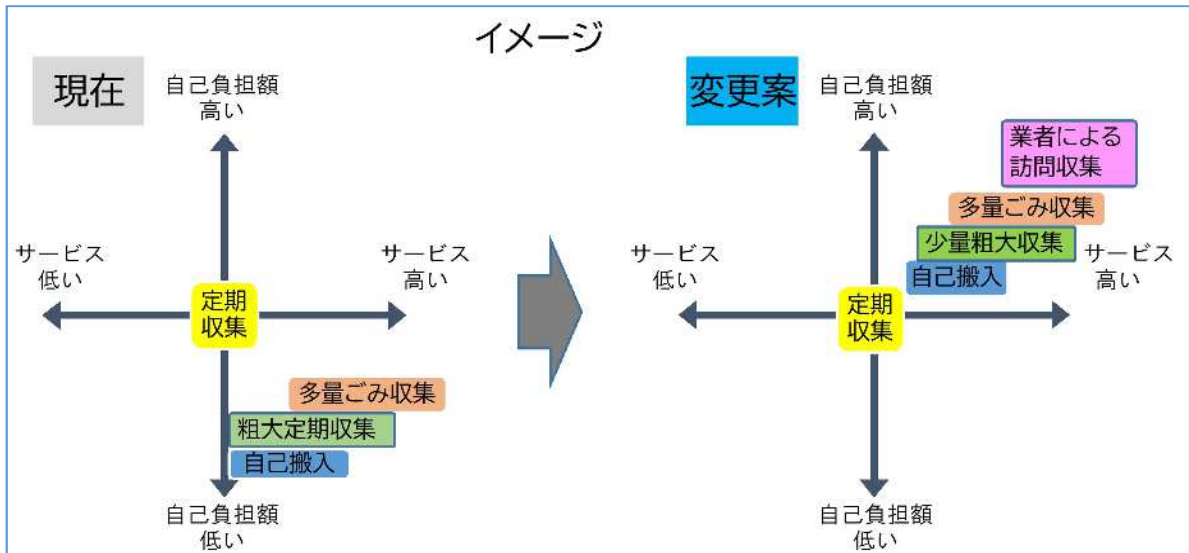 イメージ
現在
自己負担額
高い
サービス
低い
サービス
高い
定期
収集
多量ごみ収集
粗大定期収集
自己搬入
自己負担額
低い
変更案
自己負担額
高い
業者による
訪問収集
多量ごみ収集
少量粗大収集
自己搬入
サービス
低い
サービス
高い
定期
収集
自己負担額
低い